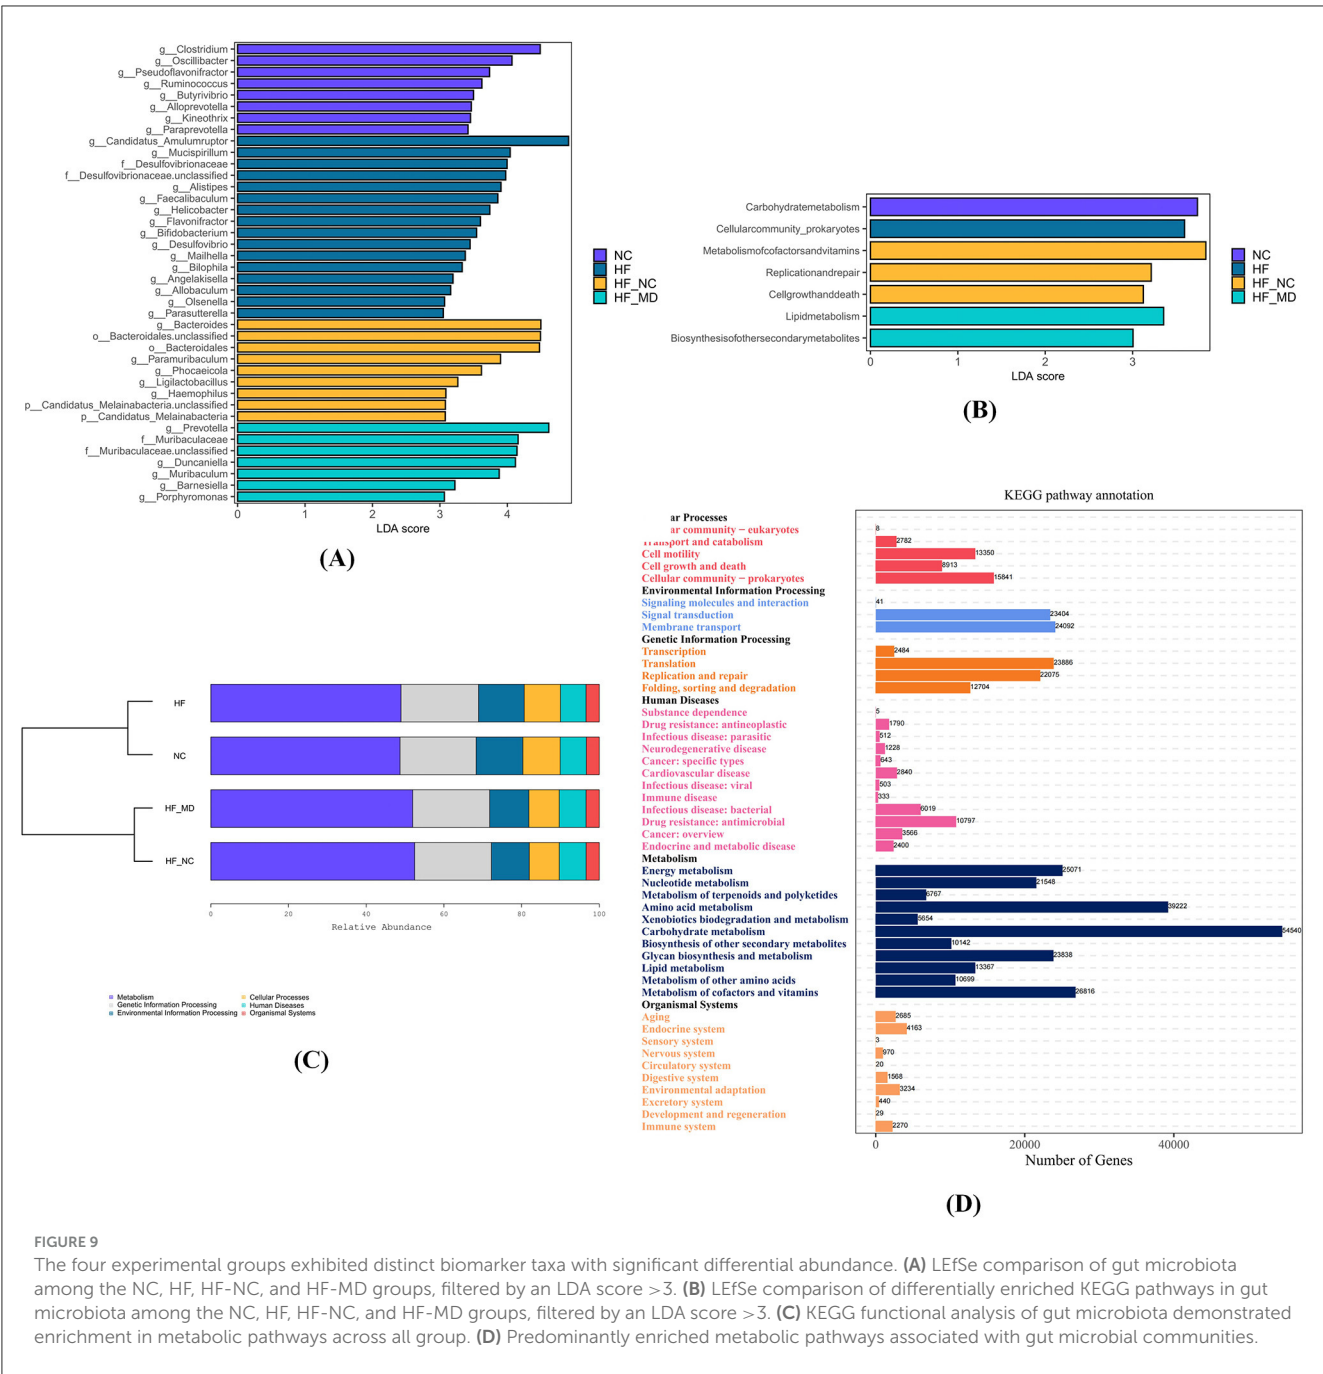 g__Clostridium
g__Oscillibacter
g__Pseudoflavonifractor
g__Ruminococcus
g__Butyrivibrio
g__Alloprevotella
g__Kineothrix
g__Paraprevotella
g__Candidatus_Amulumruptor
g__Mucispirillum
f__Desulfovibrionaceae
f__Desulfovibrionaceae.unclassified
g__Alistipes
g__Faecalibaculum
g__Helicobacter
g__Flavonifractor
g__Bifidobacterium
g__Desulfovibrio
g__Mailhella
g__Bilophila
g__Angelakisella
g__Allobaculum
g__Olsenella
g__Parasutterella
g__Bacteroides
o__Bacteroidales.unclassified
o__Bacteroidales
g__Paramuribaculum
g__Phocaeicola
g__Ligilactobacillus
g__Haemophilus
p__Candidatus_Melainabacteria.unclassified
p__Candidatus_Melainabacteria
g__Prevotella
f__Muribaculaceae
f__Muribaculaceae.unclassified
g__Duncaniella
g__Muribaculum
g__Barnesiella
g__Porphyromonas
0 1 2 3 4
LDA score
NC
HF
HF_NC
HF_MD
(A)
Carbohydratemetabolism
Cellularcommunity_prokaryotes
Metabolismofcofactorsandvitamins
Replicationandrepair
Cellgrowthanddeath
Lipidmetabolism
Biosynthesisofothersecondarymetabolites
0 1 2 3
LDA score
NC
HF
HF_NC
HF_MD
(B)
HF
NC
HF_MD
HF_NC
0 20 40 60 80 100
Relative Abundance
Metabolism
Genetic Information Processing
Environmental Information Processing
Cellular Processes
Human Diseases
Organismal Systems
(C)
KEGG pathway annotation
ar Processes
ar community – eukaryotes 8
Transport and catabolism 2782
Cell motility 13350
Cell growth and death 8913
Cellular community – prokaryotes 15841
Environmental Information Processing
Signaling molecules and interaction 41
Signal transduction 23404
Membrane transport 24092
Genetic Information Processing
Transcription 2484
Translation 23886
Replication and repair 22075
Folding, sorting and degradation 12704
Human Diseases
Substance dependence 5
Drug resistance: antineoplastic 1790
Infectious disease: parasitic 512
Neurodegenerative disease 1228
Cancer: specific types 643
Cardiovascular disease 2840
Infectious disease: viral 503
Immune disease 333
Infectious disease: bacterial 6019
Drug resistance: antimicrobial 10797
Cancer: overview 3566
Endocrine and metabolic disease 2400
Metabolism
Energy metabolism 25071
Nucleotide metabolism 21548
Metabolism of terpenoids and polyketides 6767
Amino acid metabolism 39222
Xenobiotics biodegradation and metabolism 5654
Carbohydrate metabolism 54540
Biosynthesis of other secondary metabolites 10142
Glycan biosynthesis and metabolism 23838
Lipid metabolism 13367
Metabolism of other amino acids 10699
Metabolism of cofactors and vitamins 26816
Organismal Systems
Aging 2685
Endocrine system 4163
Sensory system 3
Nervous system 970
Circulatory system 20
Digestive system 1568
Environmental adaptation 3234
Excretory system 440
Development and regeneration 29
Immune system 2270
0 20000 40000
Number of Genes
(D)
FIGURE 9
The four experimental groups exhibited distinct biomarker taxa with significant differential abundance. (A) LEfSe comparison of gut microbiota
among the NC, HF, HF-NC, and HF-MD groups, filtered by an LDA score >3. (B) LEfSe comparison of differentially enriched KEGG pathways in gut
microbiota among the NC, HF, HF-NC, and HF-MD groups, filtered by an LDA score >3. (C) KEGG functional analysis of gut microbiota demonstrated
enrichment in metabolic pathways across all group. (D) Predominantly enriched metabolic pathways associated with gut microbial communities.